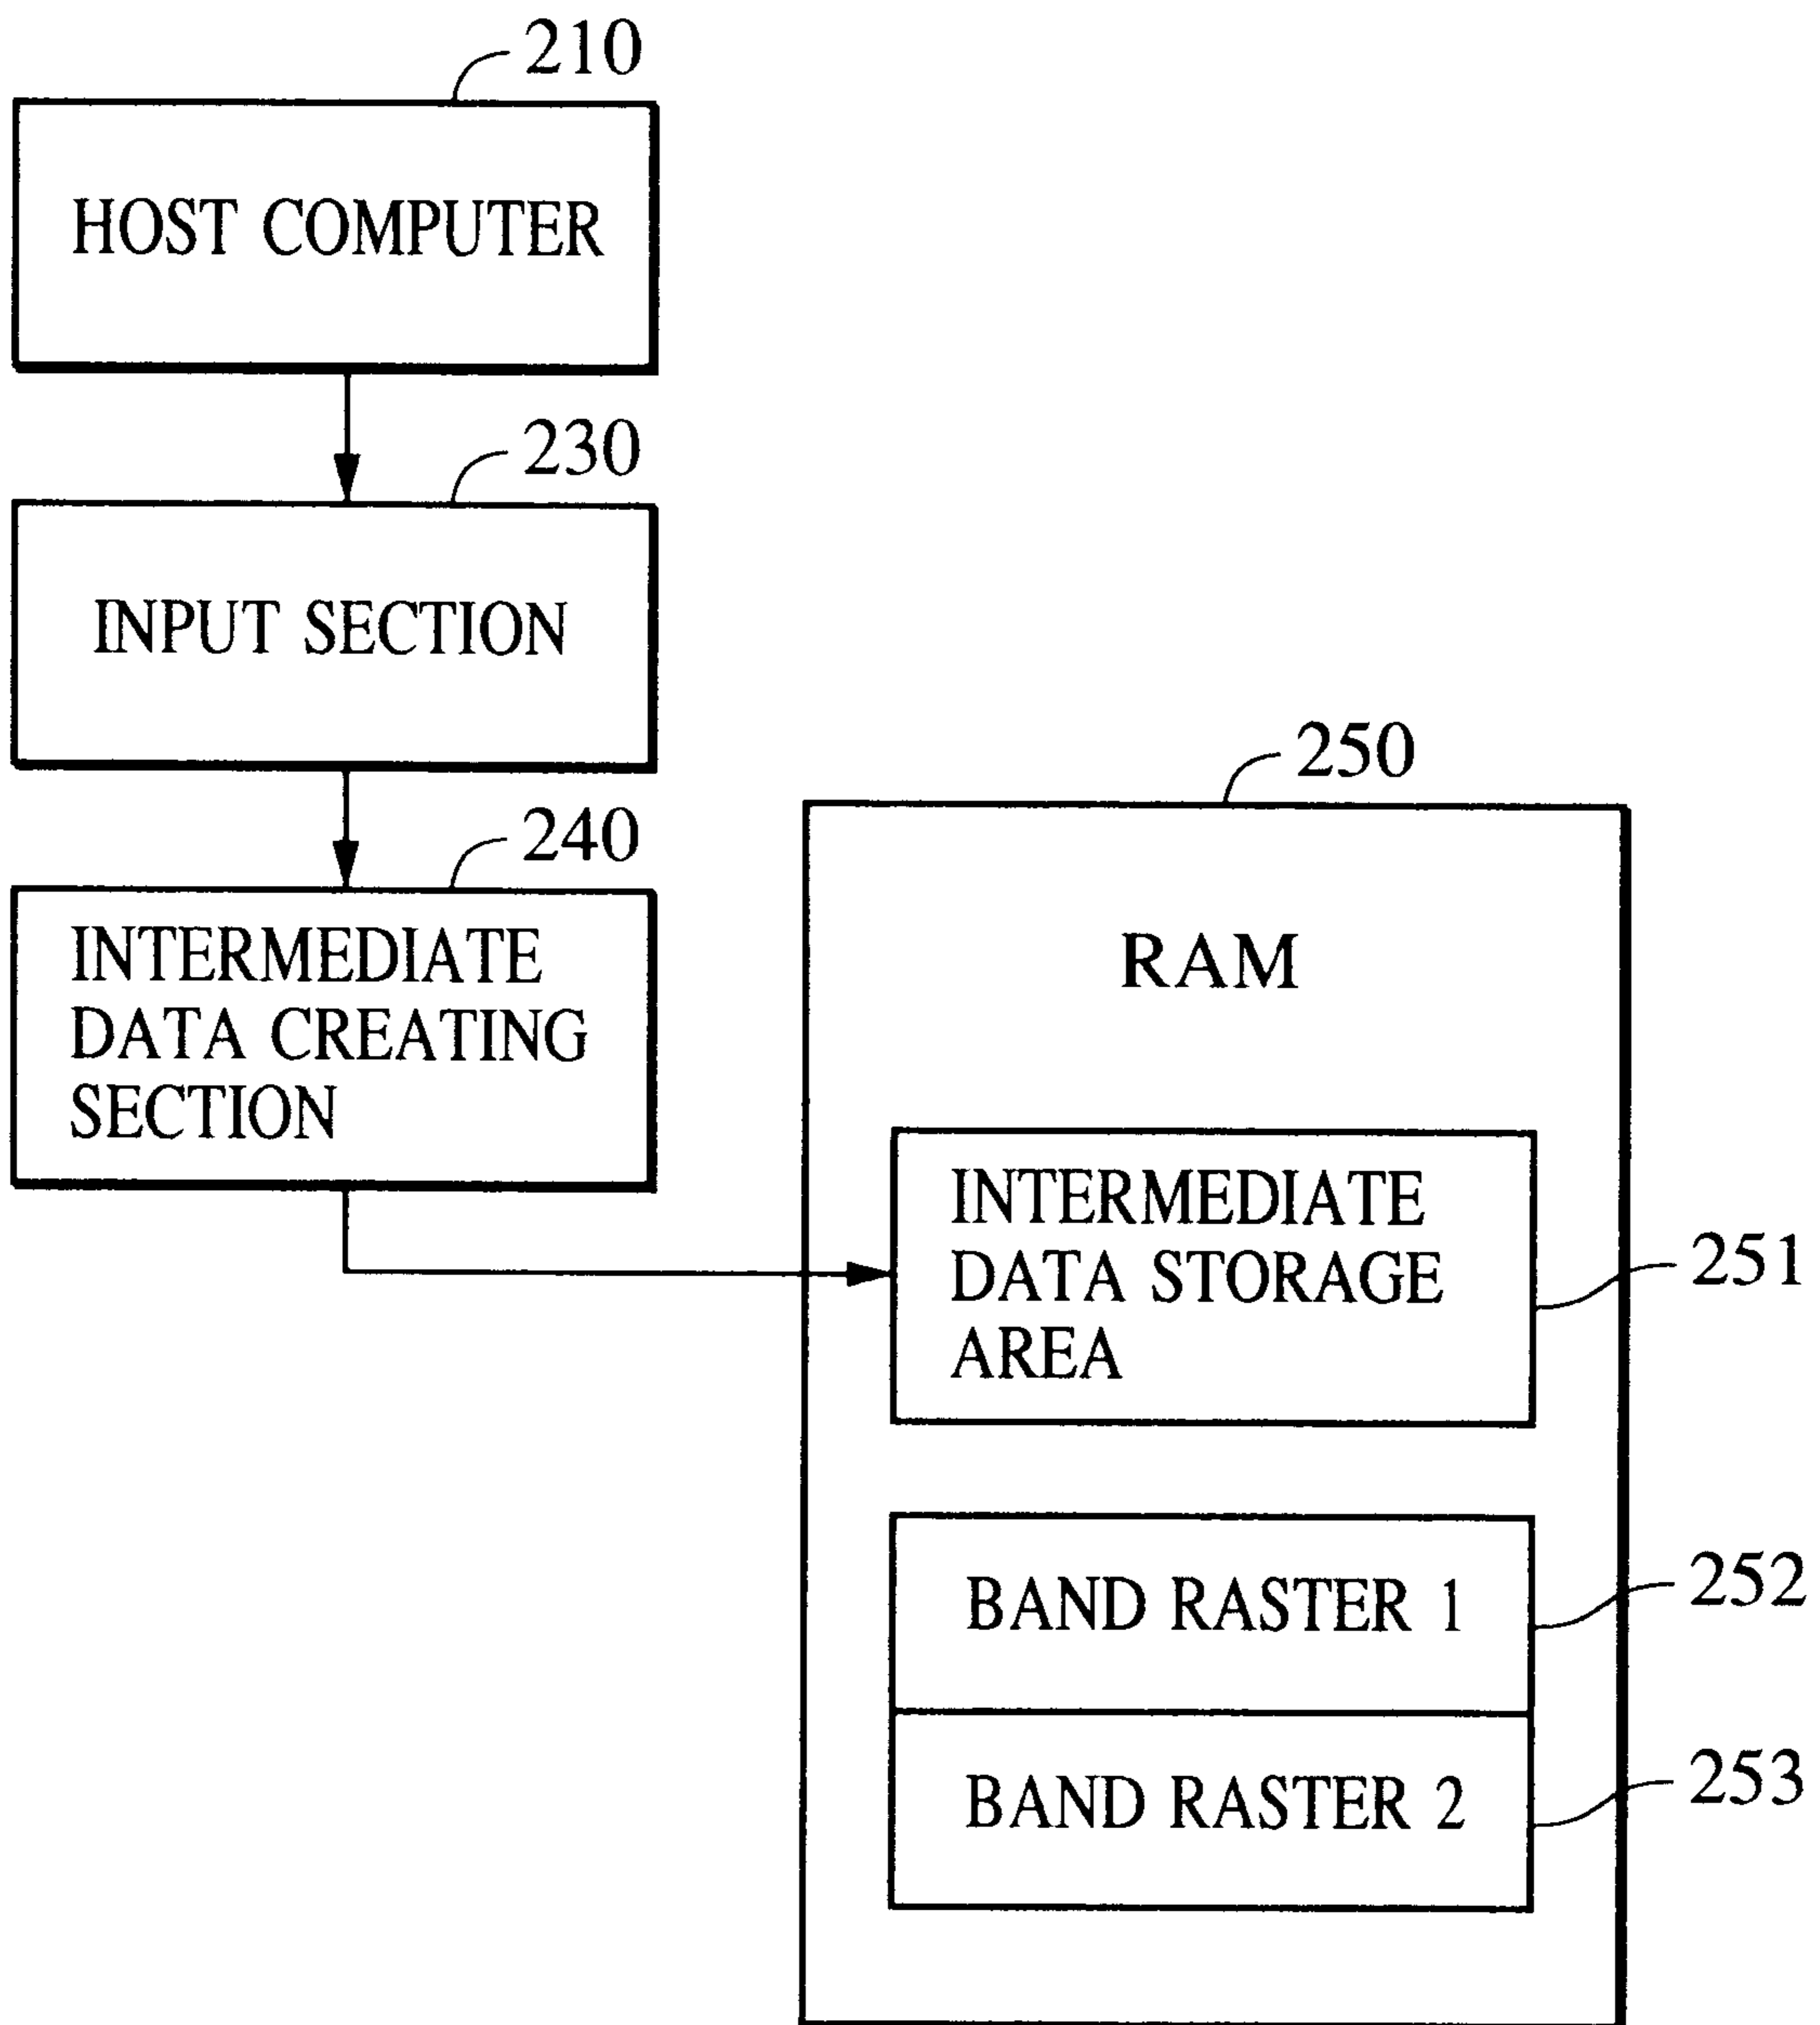 210
HOST COMPUTER
230
INPUT SECTION
240
INTERMEDIATE
DATA CREATING
SECTION
250
RAM
INTERMEDIATE
DATA STORAGE
AREA
251
BAND RASTER 1
252
BAND RASTER 2
253